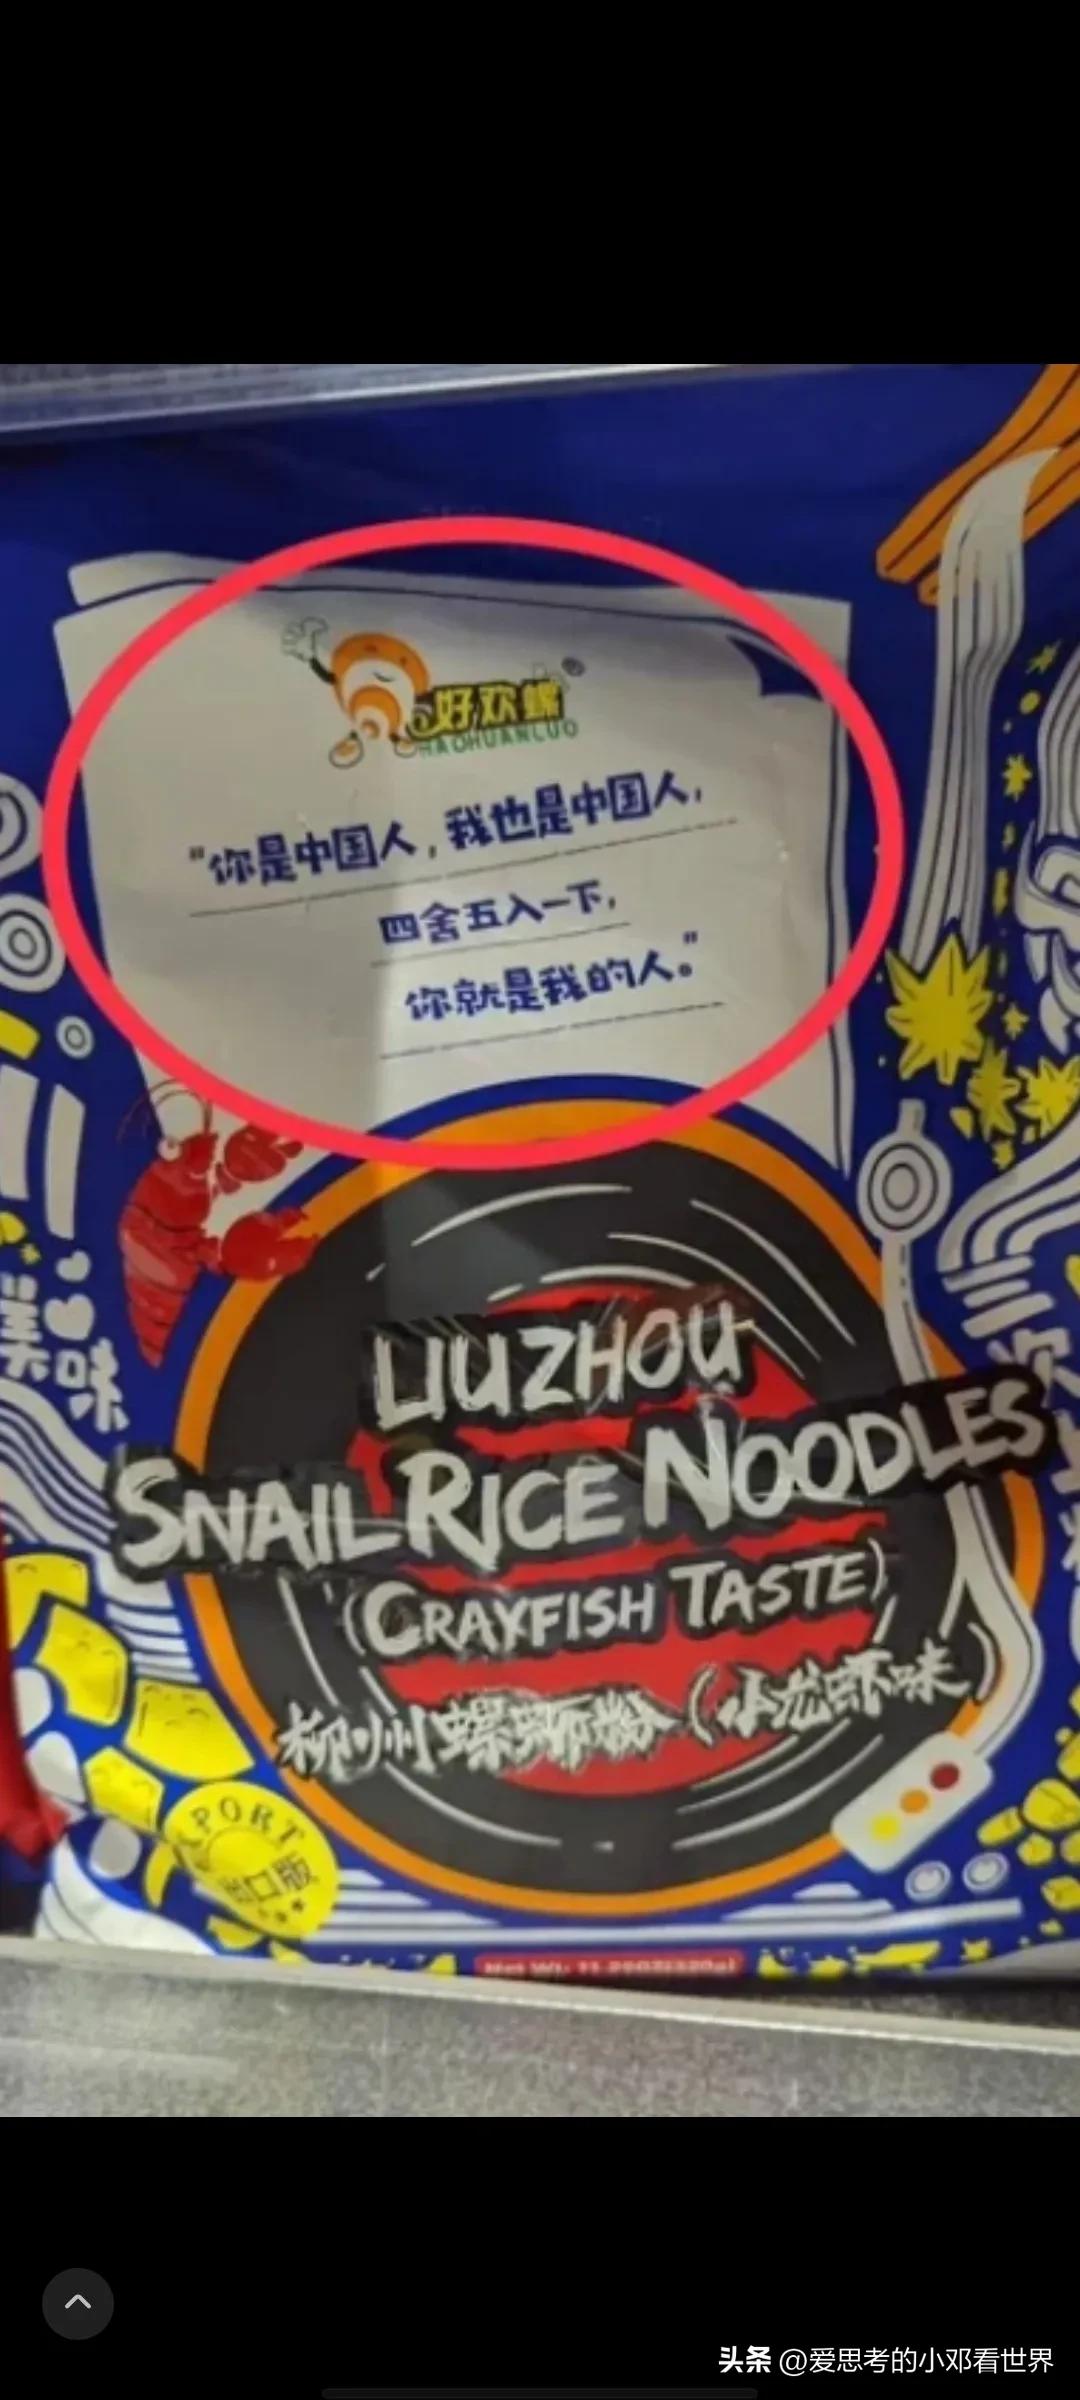 好欢螺®
HAOHUANLUO
“你是中国人，我也是中国人，
四舍五入一下，
你就是我的人。”
美味
LIUZHOU
SNAIL RICE NOODLES
(CRAYFISH TASTE)
柳州螺蛳粉(小龙虾味)
口版
头条 @爱思考的小邓看世界